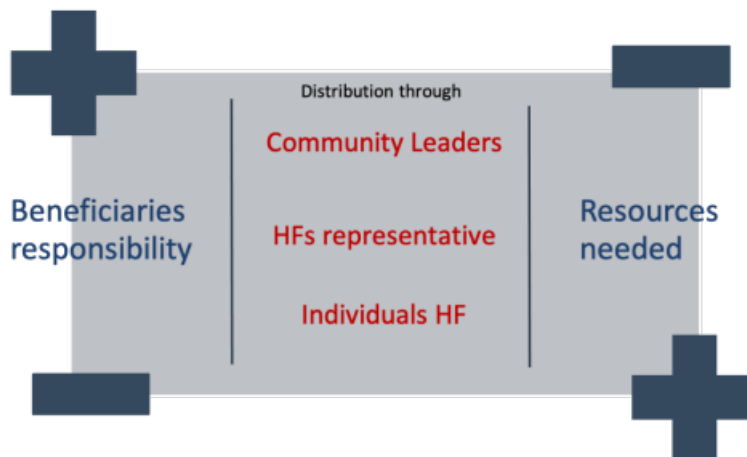 Distribution through
Community Leaders
Beneficiaries
responsibility
HFs representative
Individuals HF
Resources
needed